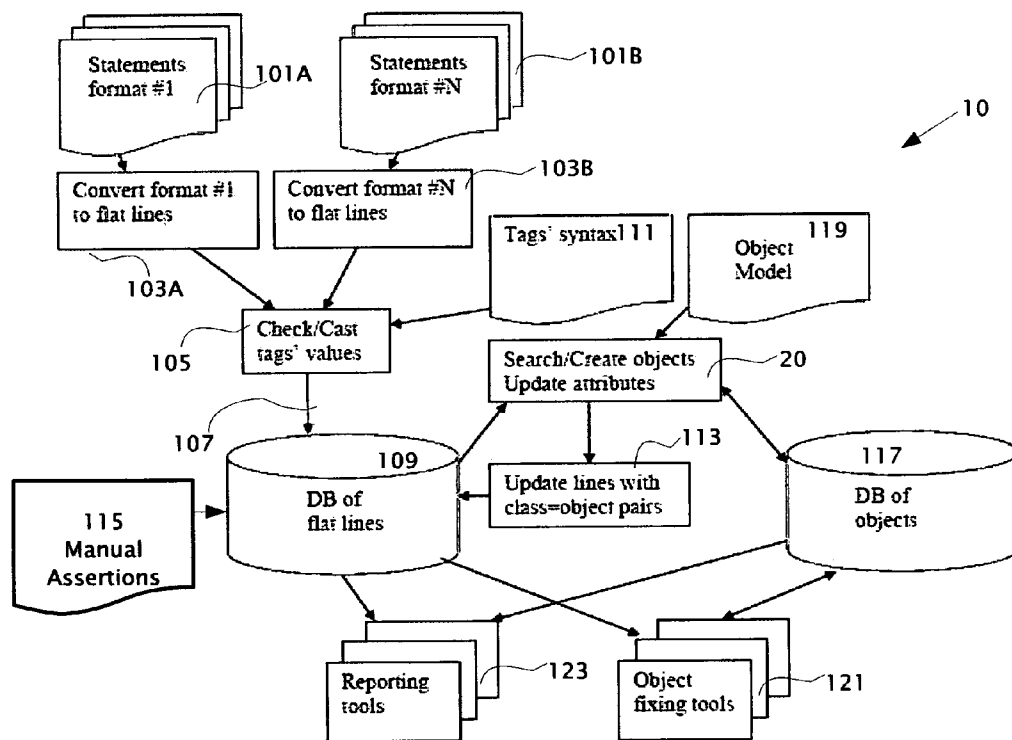 Statements
format #1
101A
Statements
format #N
101B
10
Convert format #1
to flat lines
103A
Convert format #N
to flat lines
103B
Tags' syntax 111
119
Object
Model
105
Check/Cast
tags' values
Search/Create objects
Update attributes
20
107
109
DB of
flat lines
113
Update lines with
class=object pairs
117
DB of
objects
115
Manual
Assertions
Reporting
tools
123
Object
fixing tools
121